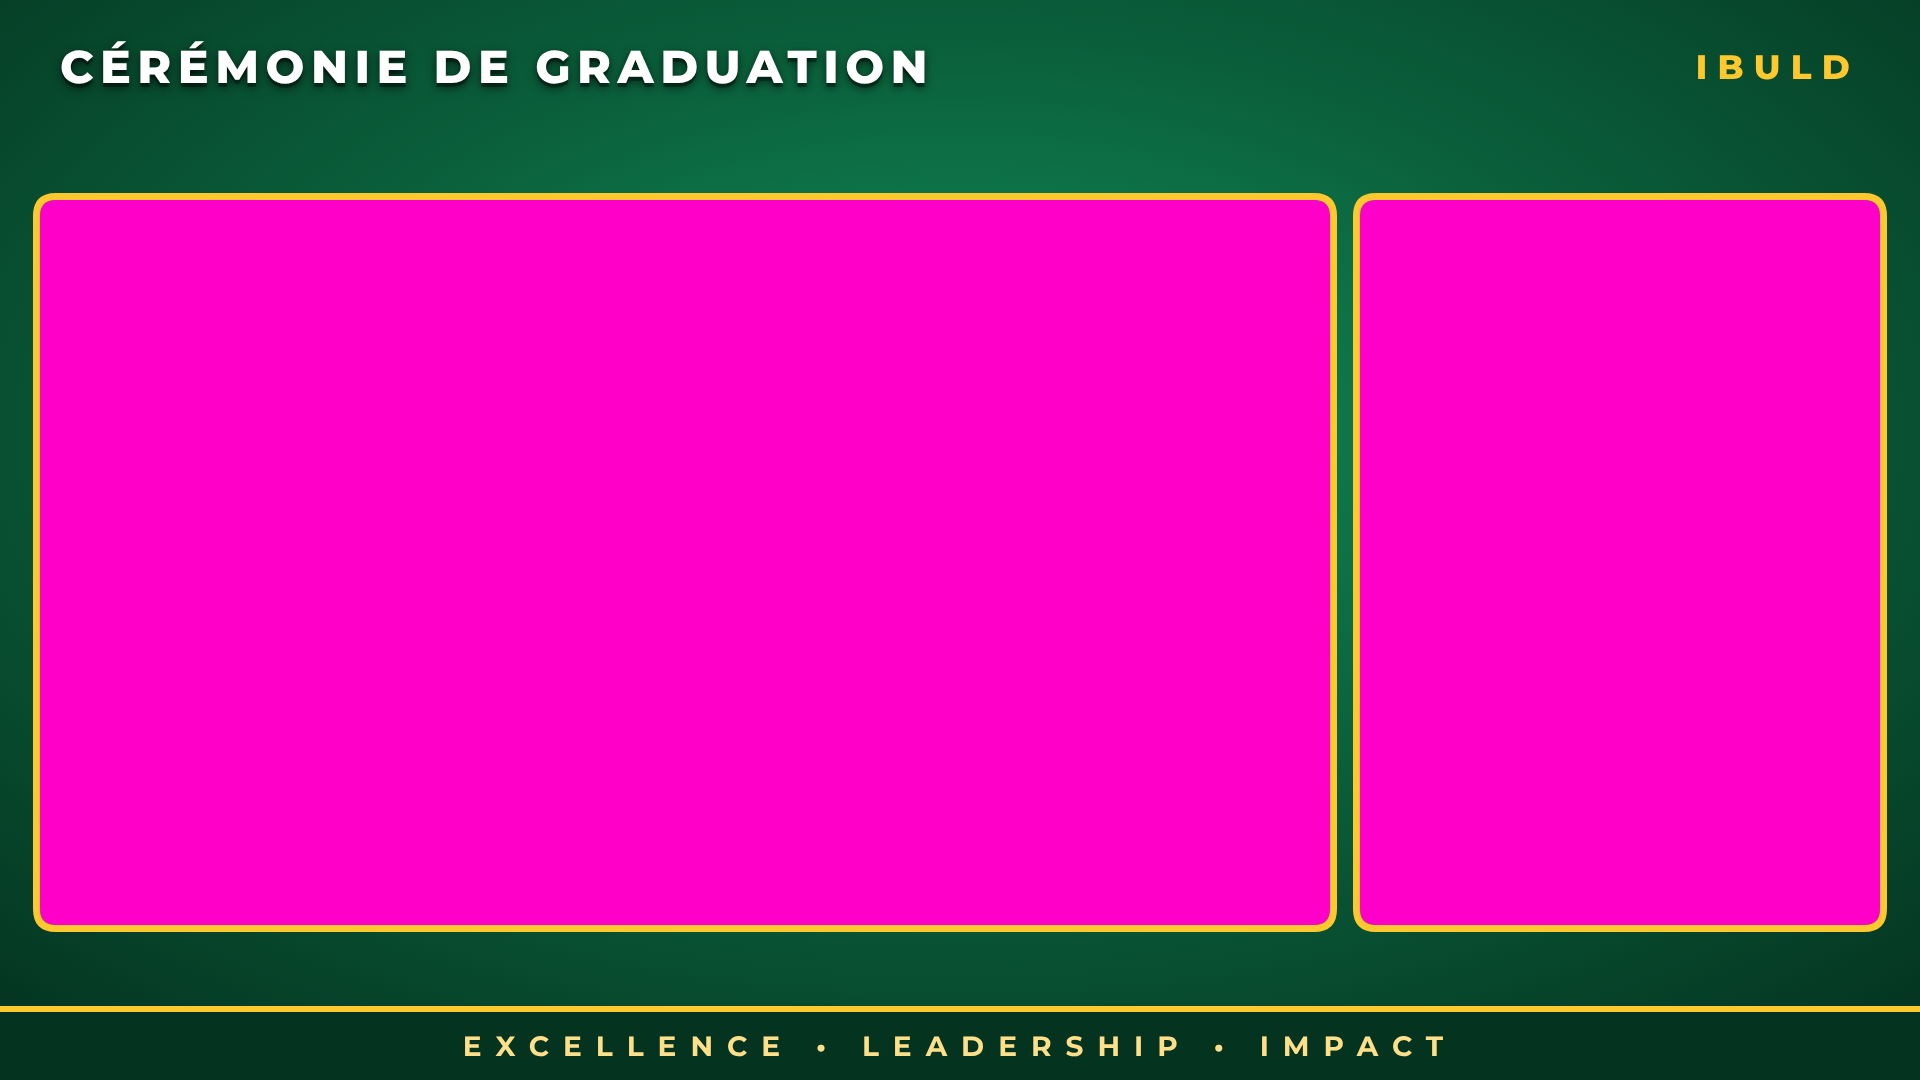 CÉRÉMONIE DE GRADUATION
IBULD
EXCELLENCE • LEADERSHIP • IMPACT